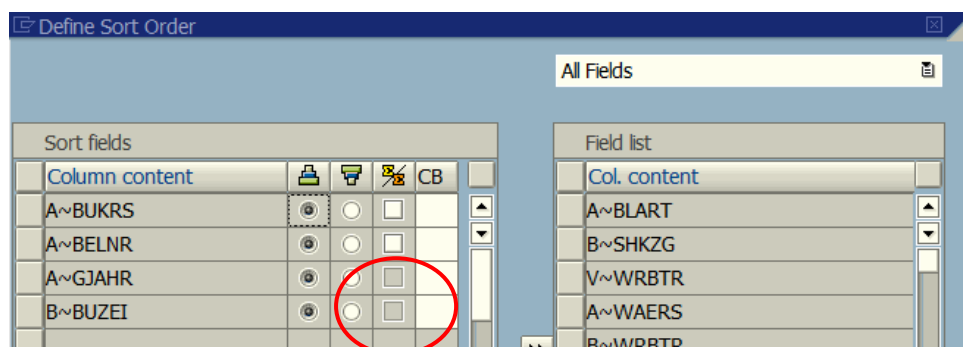 Define Sort Order
All Fields
Sort fields
Field list
Column content
CB
Col. content
A~BUKRS
A~BLART
A~BELNR
B~SHKZG
A~GJAHR
V~WRBTR
B~BUZEI
A~WAERS
B~WRBTR